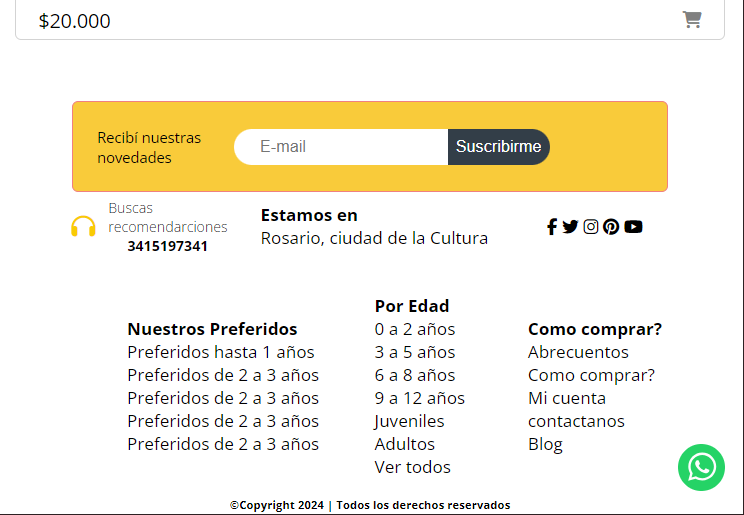 $20.000
Recibí nuestras
novedades
E-mail
Suscribirme
Buscas
recomendarciones
3415197341
Estamos en
Rosario, ciudad de la Cultura
Nuestros Preferidos
Preferidos hasta 1 años
Preferidos de 2 a 3 años
Preferidos de 2 a 3 años
Preferidos de 2 a 3 años
Preferidos de 2 a 3 años
Por Edad
0 a 2 años
3 a 5 años
6 a 8 años
9 a 12 años
Juveniles
Adultos
Ver todos
Como comprar?
Abrecuentos
Como comprar?
Mi cuenta
contactanos
Blog
©Copyright 2024 | Todos los derechos reservados